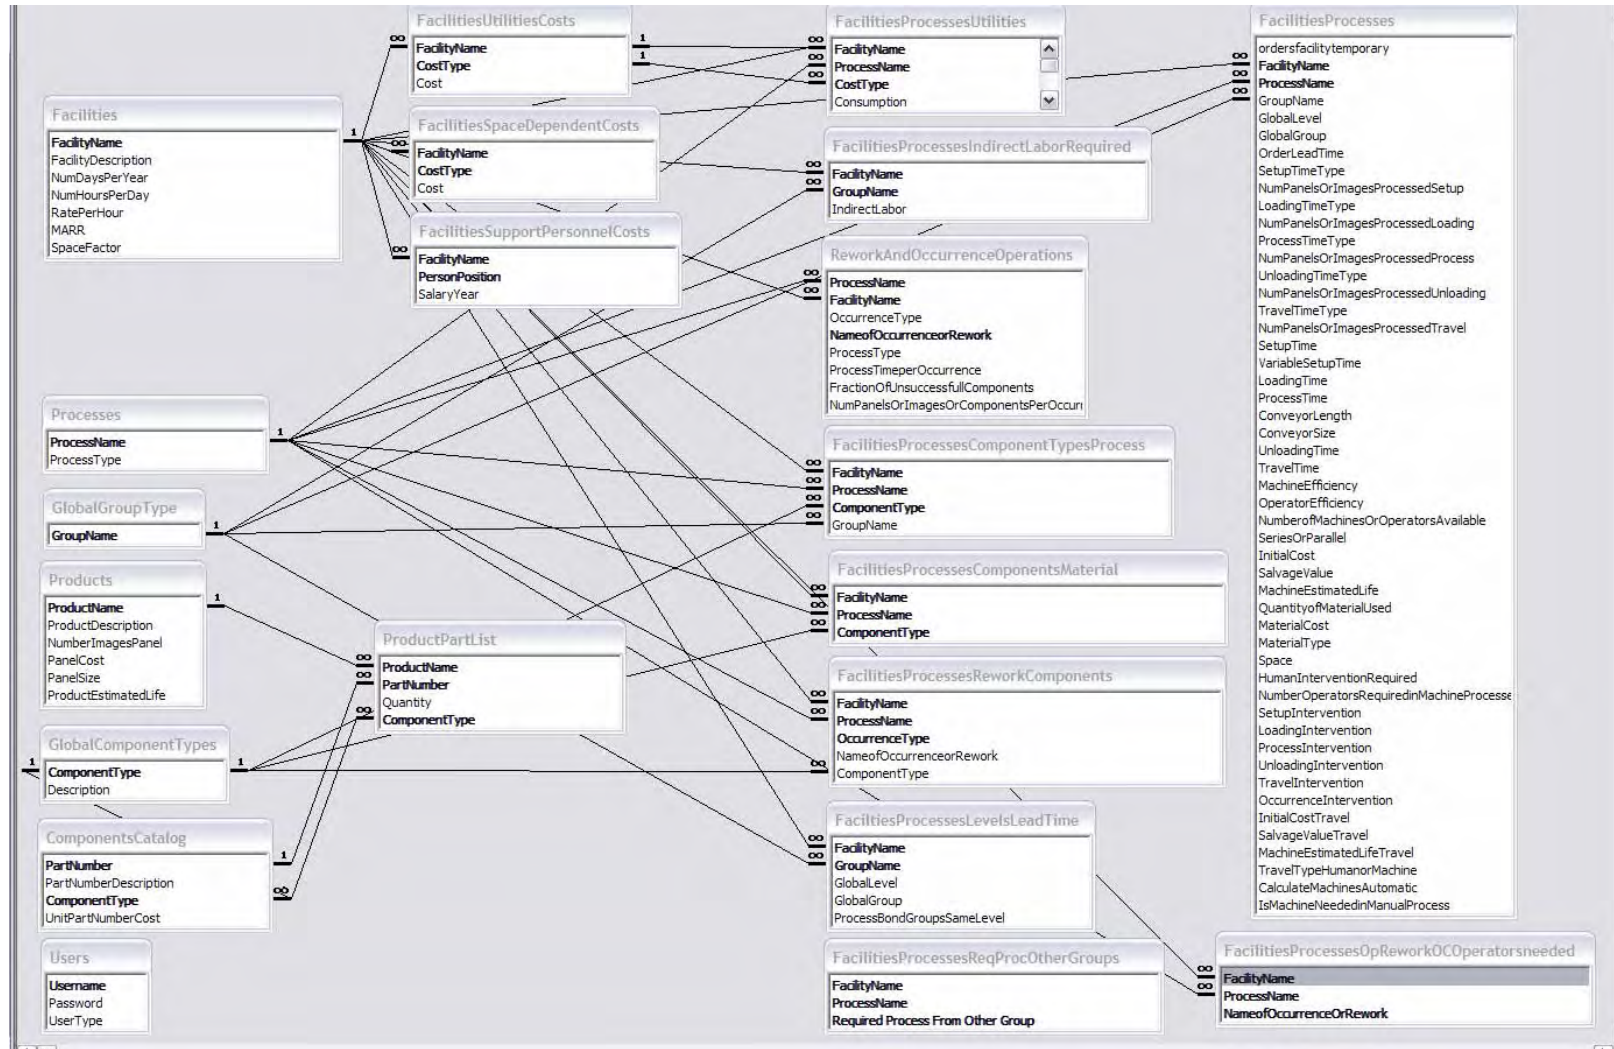 Facilities
FacilityName
FacilityDescription
NumDaysPerYear
NumHoursPerDay
RatePerHour
MARR
SpaceFactor
Processes
ProcessName
ProcessType
GlobalGroupType
GroupName
Products
ProductName
ProductDescription
NumberImagesPanel
PanelCost
PanelSize
ProductEstimatedLife
GlobalComponentTypes
ComponentType
Description
ComponentsCatalog
PartNumber
PartNumberDescription
ComponentType
UnitPartNumberCost
Users
Username
Password
UserType
FacilitiesUtilitiesCosts
FacilityName
CostType
Cost
FacilitiesSpaceDependentCosts
FacilityName
CostType
Cost
FacilitiesSupportPersonnelCosts
FacilityName
PersonPosition
SalaryYear
ProductPartList
ProductName
PartNumber
Quantity
ComponentType
FacilitiesProcessesUtilities
FacilityName
ProcessName
CostType
Consumption
FacilitiesProcessesIndirectLaborRequired
FacilityName
GroupName
IndirectLabor
ReworkAndOccurrenceOperations
ProcessName
FacilityName
OccurrenceType
NameofOccurrenceorRework
ProcessType
ProcessTimeperOccurrence
FractionOfUnsuccessfullComponents
NumPanelsOrImagesOrComponentsPerOccurr
FacilitiesProcessesComponentTypesProcess
FacilityName
ProcessName
ComponentType
GroupName
FacilitiesProcessesComponentsMaterial
FacilityName
ProcessName
ComponentType
FacilitiesProcessesReworkComponents
FacilityName
ProcessName
OccurrenceType
NameofOccurrenceorRework
ComponentType
FaciltiesProcessesLevelsLeadTime
FacilityName
GroupName
GlobalLevel
GlobalGroup
ProcessBondGroupsSameLevel
FacilitiesProcessesReqProcOtherGroups
FacilityName
ProcessName
Required Process From Other Group
FacilitiesProcesses
ordersfacilitytemporary
FacilityName
ProcessName
GroupName
GlobalLevel
GlobalGroup
OrderLeadTime
SetupTimeType
NumPanelsOrImagesProcessedSetup
LoadingTimeType
NumPanelsOrImagesProcessedLoading
ProcessTimeType
NumPanelsOrImagesProcessedProcess
UnloadingTimeType
NumPanelsOrImagesProcessedUnloading
TravelTimeType
NumPanelsOrImagesProcessedTravel
SetupTime
VariableSetupTime
LoadingTime
ProcessTime
ConveyorLength
ConveyorSize
UnloadingTime
TravelTime
MachineEfficiency
OperatorEfficiency
NumberofMachinesOrOperatorsAvailable
SeriesOrParallel
InitialCost
SalvageValue
MachineEstimatedLife
QuantityofMaterialUsed
MaterialCost
MaterialType
Space
HumanInterventionRequired
NumberOperatorsRequiredinMachineProcesse
SetupIntervention
LoadingIntervention
ProcessIntervention
UnloadingIntervention
TravelIntervention
OccurrenceIntervention
InitialCostTravel
SalvageValueTravel
MachineEstimatedLifeTravel
TravelTypeHumanorMachine
CalculateMachinesAutomatic
IsMachineNeededinManualProcess
FacilitiesProcessesOpReworkOCOperatorsneeded
FacilityName
ProcessName
NameofOccurrenceOrRework